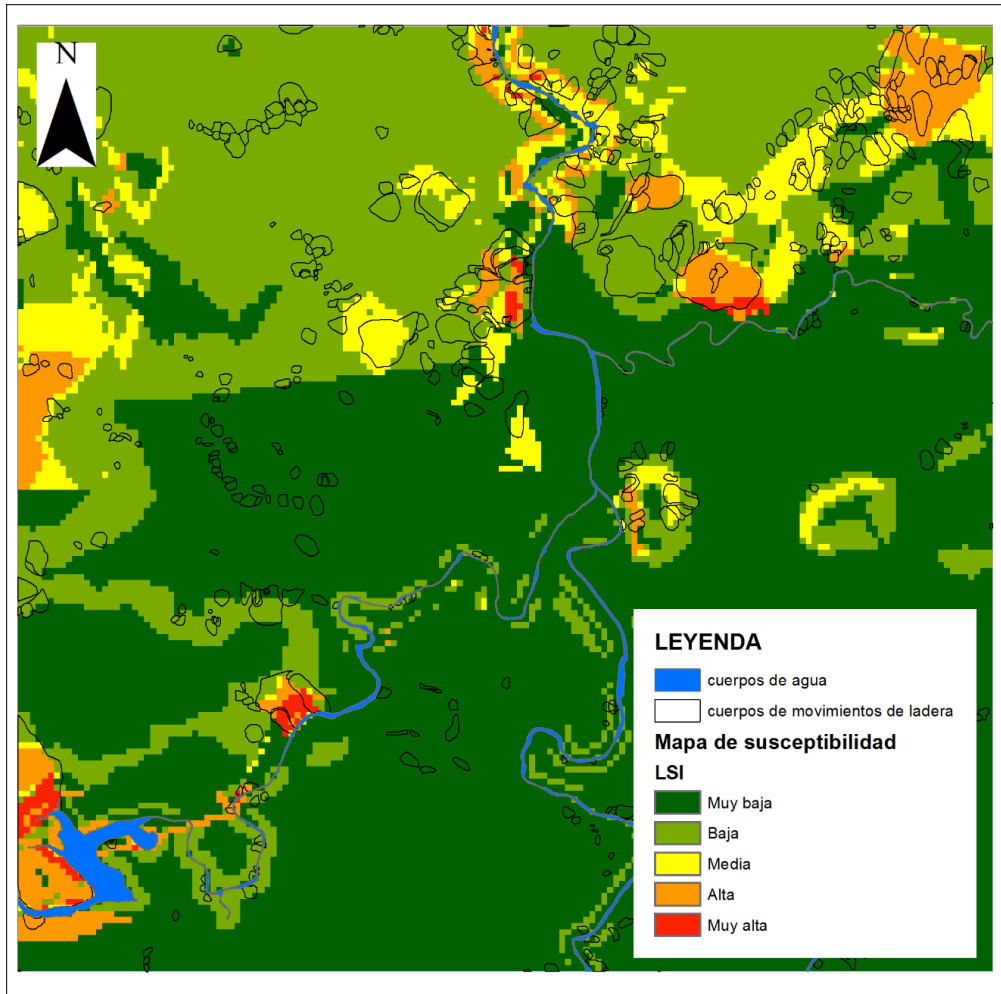 N
LEYENDA
cuerpos de agua
cuerpos de movimientos de ladera
Mapa de susceptibilidad
LSI
Muy baja
Baja
Media
Alta
Muy alta